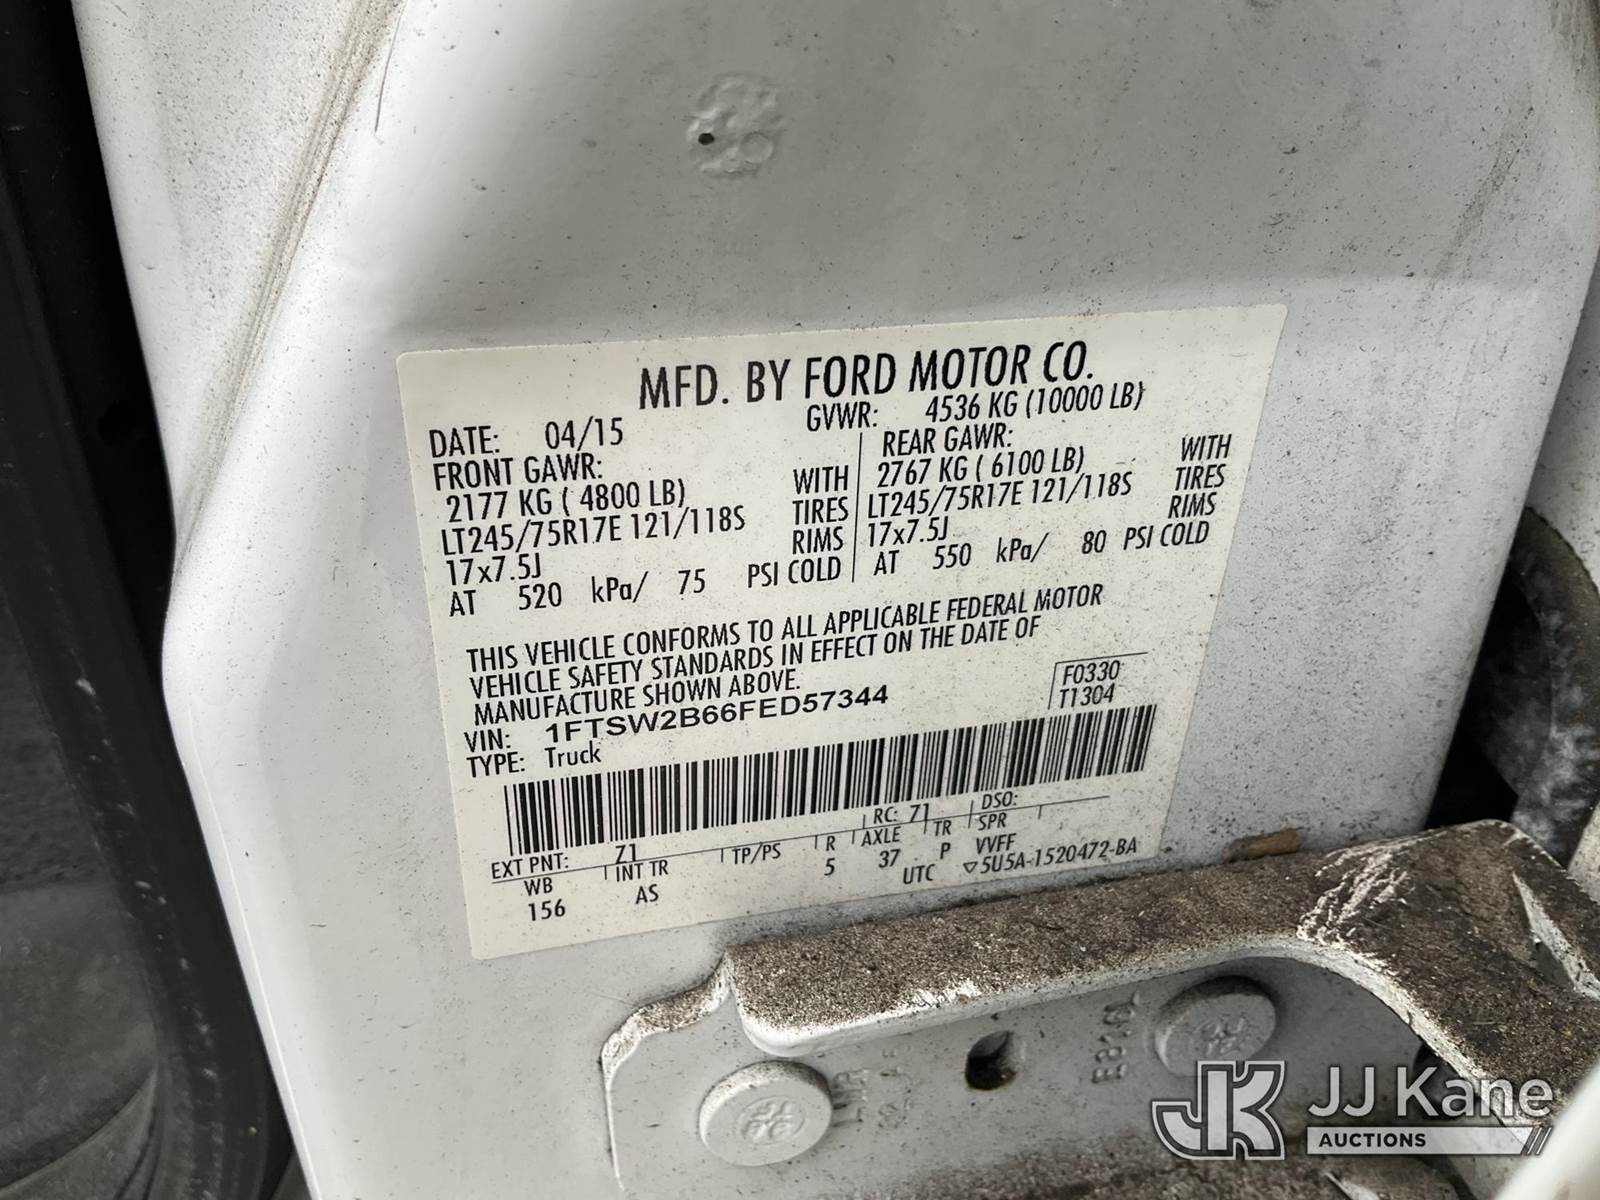 MFD. BY FORD MOTOR CO.
DATE: 04/15 GVWR: 4536 KG (10000 LB)
FRONT GAWR: REAR GAWR:
2177 KG ( 4800 LB) WITH 2767 KG ( 6100 LB) WITH
LT245/75R17E 121/118S TIRES LT245/75R17E 121/118S TIRES
17x7.5J RIMS 17x7.5J RIMS
AT 520 kPa/ 75 PSI COLD AT 550 kPa/ 80 PSI COLD
THIS VEHICLE CONFORMS TO ALL APPLICABLE FEDERAL MOTOR
VEHICLE SAFETY STANDARDS IN EFFECT ON THE DATE OF
MANUFACTURE SHOWN ABOVE.
F0330
VIN: 1FTSW2B66FED57344 T1304
TYPE: Truck
EXT PNT: Z1 RC: Z1 DSO:
WB INT TR TP/PS R AXLE TR SPR
156 AS 5 37 P VVFF
UTC ▽5U5A-1520472-BA
JK JJ Kane
AUCTIONS